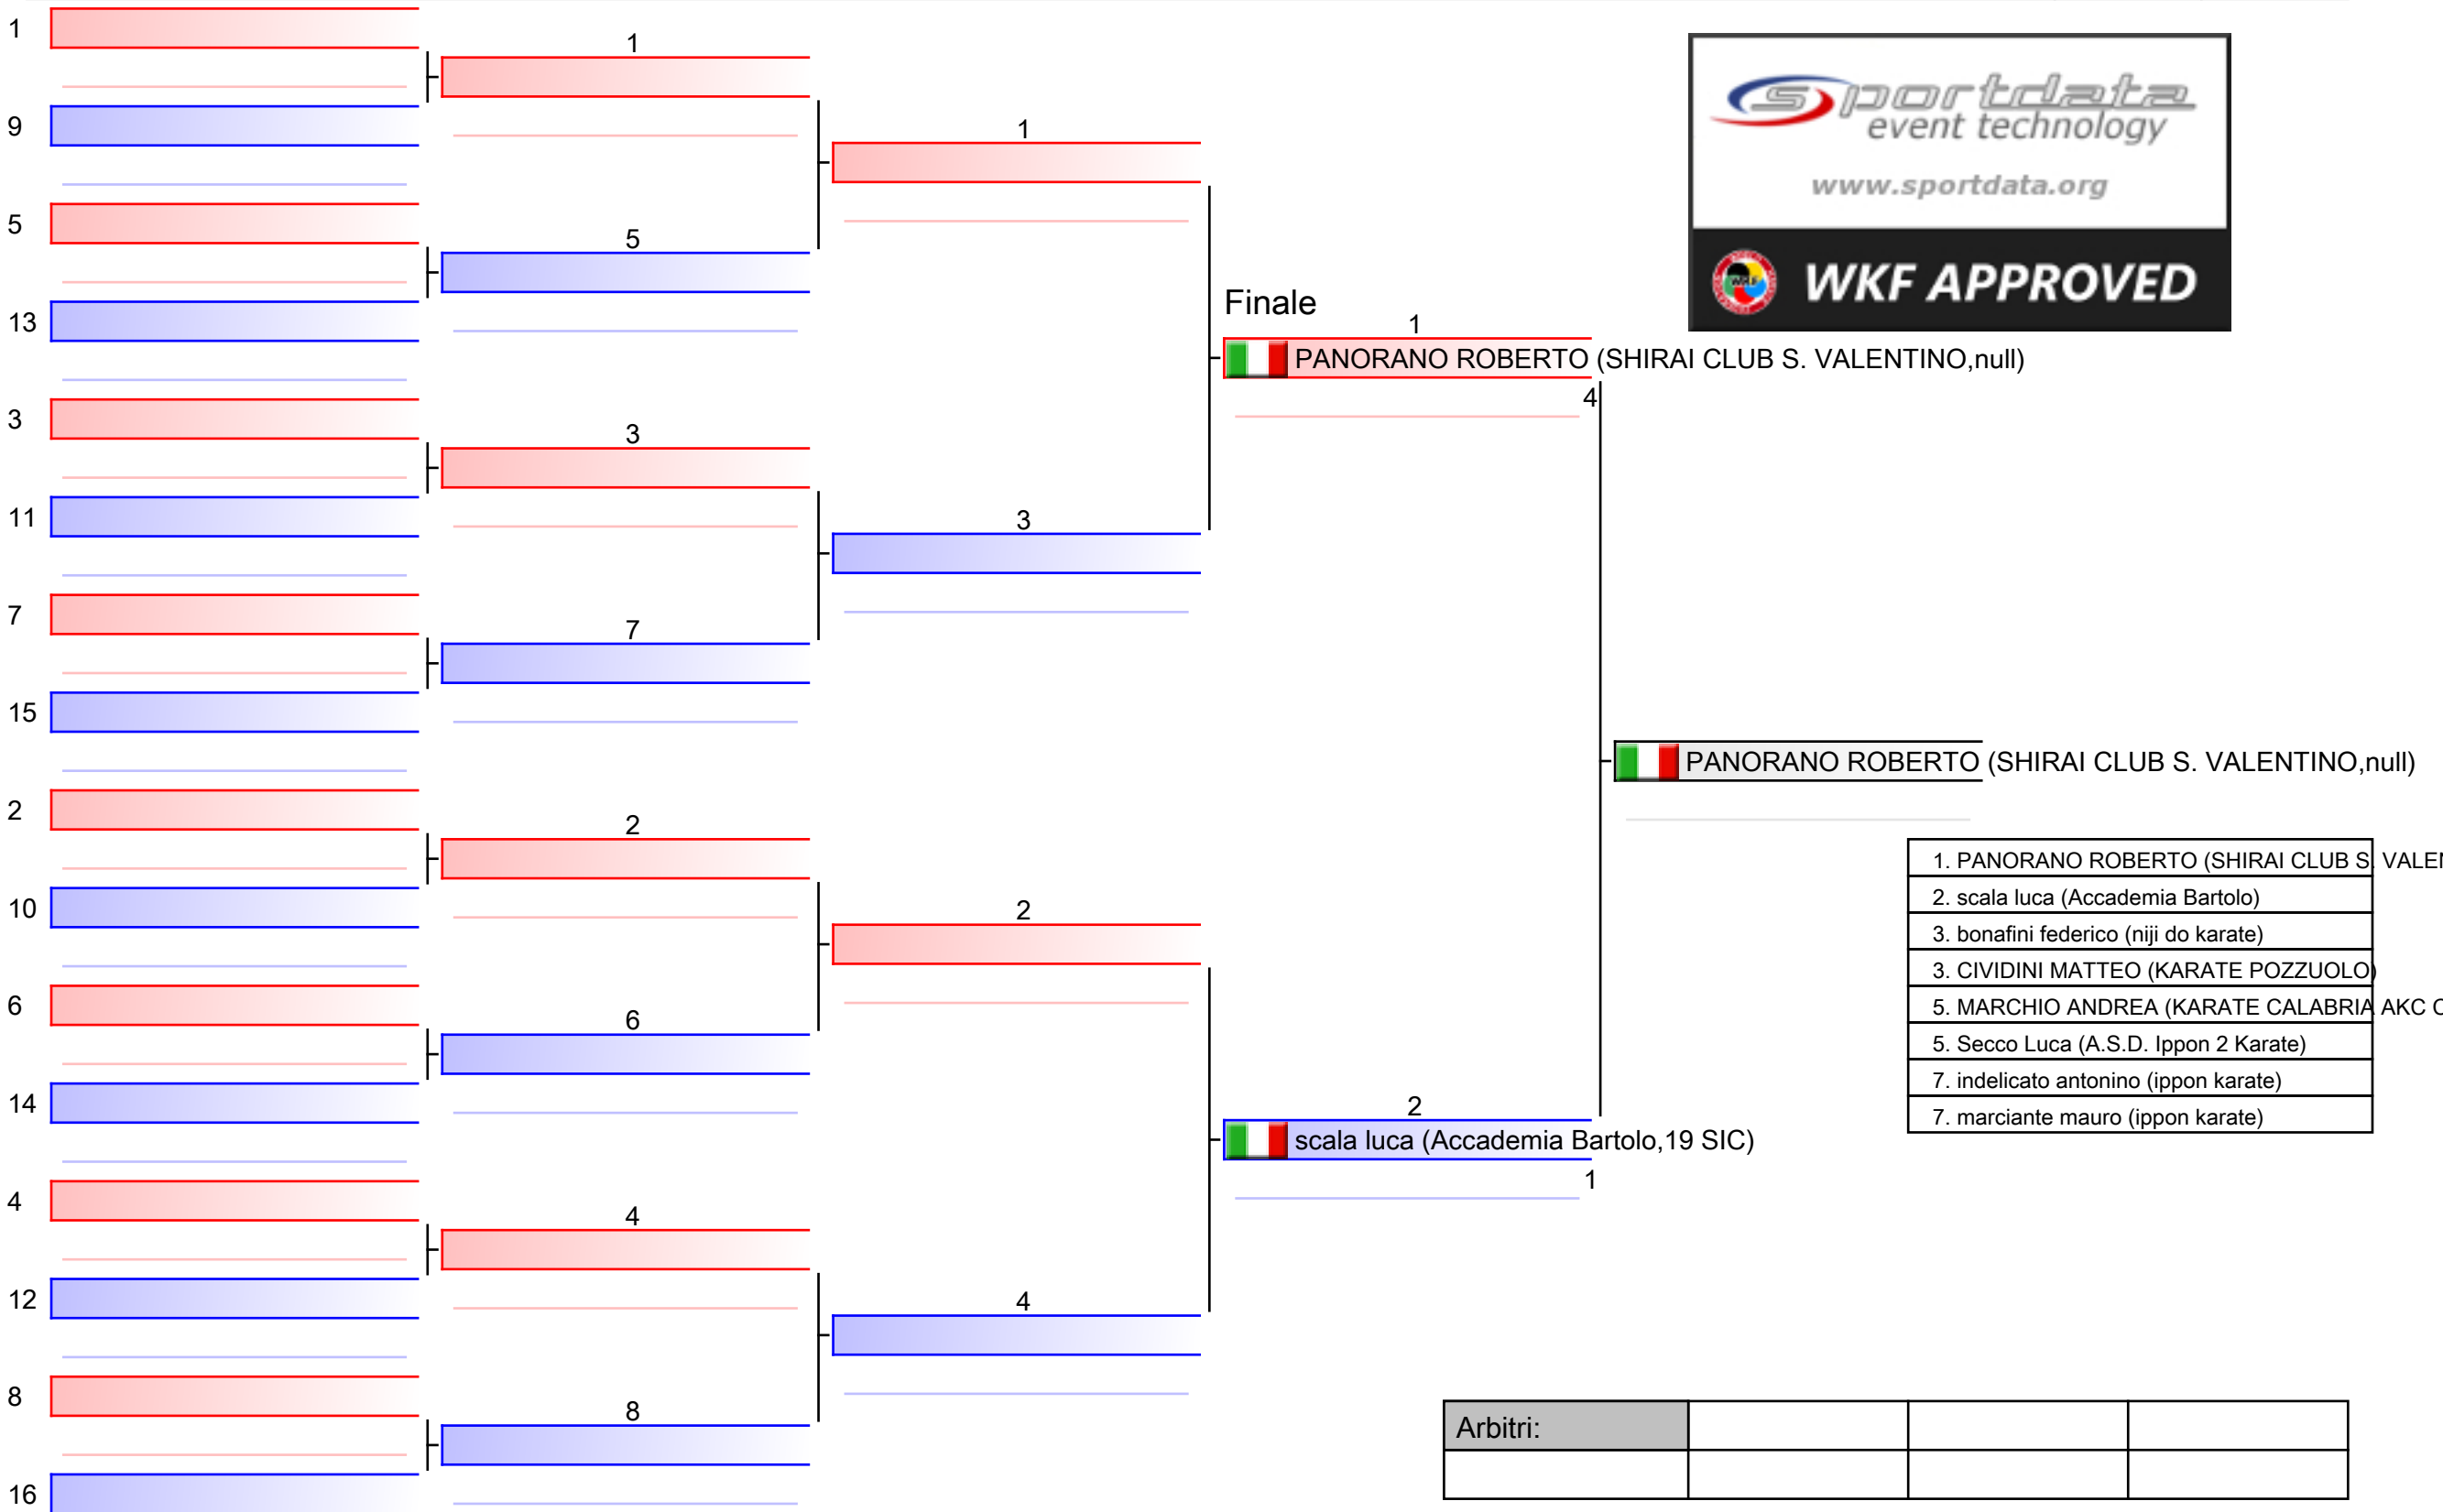 1
9
5
13
3
11
7
15
2
10
6
14
4
12
8
16
1
5
3
7
2
6
4
8
1
3
2
4
Finale
1
PANORANO ROBERTO (SHIRAI CLUB S. VALENTINO,null)
4
2
scala luca (Accademia Bartolo,19 SIC)
1
PANORANO ROBERTO (SHIRAI CLUB S. VALENTINO,null)
sportdata
event technology
www.sportdata.org
WKF
WKF APPROVED
1. PANORANO ROBERTO (SHIRAI CLUB S. VALE
2. scala luca (Accademia Bartolo)
3. bonafini federico (niji do karate)
3. CIVIDINI MATTEO (KARATE POZZUOLO)
5. MARCHIO ANDREA (KARATE CALABRIA AKC
5. Secco Luca (A.S.D. Ippon 2 Karate)
7. indelicato antonino (ippon karate)
7. marciante mauro (ippon karate)
Arbitri: